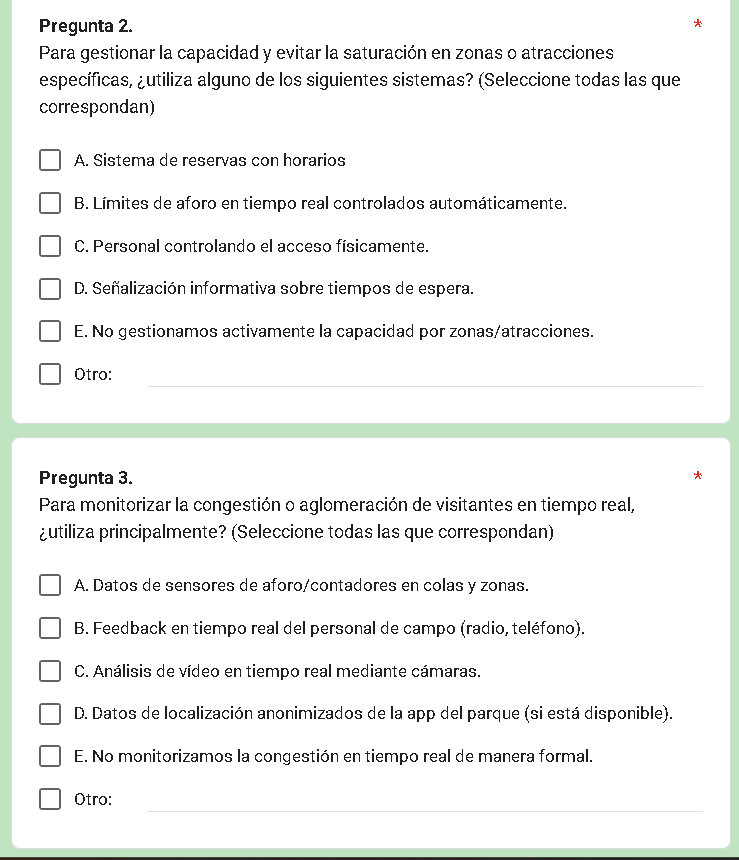 Pregunta 2. *
Para gestionar la capacidad y evitar la saturación en zonas o atracciones
específicas, ¿utiliza alguno de los siguientes sistemas? (Seleccione todas las que
correspondan)
A. Sistema de reservas con horarios
B. Límites de aforo en tiempo real controlados automáticamente.
C. Personal controlando el acceso físicamente.
D. Señalización informativa sobre tiempos de espera.
E. No gestionamos activamente la capacidad por zonas/atracciones.
Otro:
Pregunta 3. *
Para monitorizar la congestión o aglomeración de visitantes en tiempo real,
¿utiliza principalmente? (Seleccione todas las que correspondan)
A. Datos de sensores de aforo/contadores en colas y zonas.
B. Feedback en tiempo real del personal de campo (radio, teléfono).
C. Análisis de vídeo en tiempo real mediante cámaras.
D. Datos de localización anonimizados de la app del parque (si está disponible).
E. No monitorizamos la congestión en tiempo real de manera formal.
Otro: